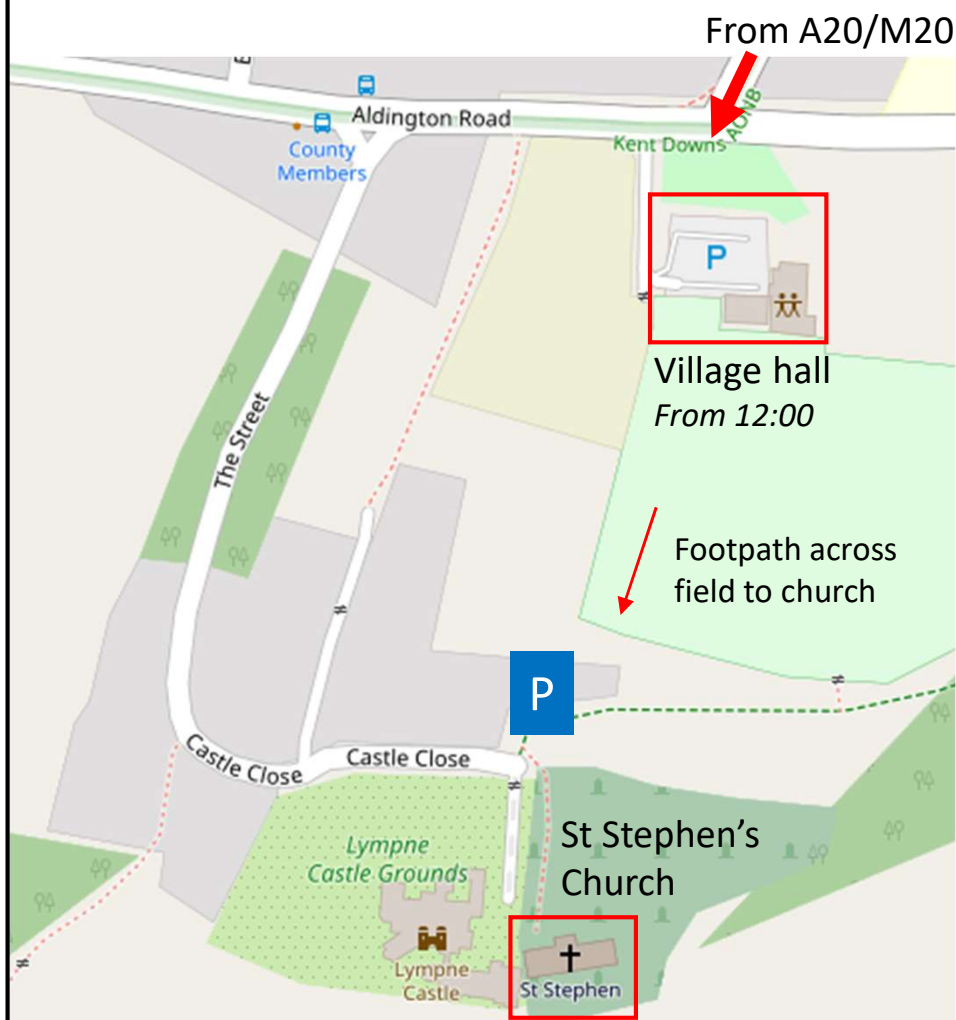 From A20/M20
Aldington Road
County
Members
Kent Downs AONB
P
Village hall
From 12:00
The Street
Footpath across
field to church
P
Castle Close
Castle Close
Lympne
Castle Grounds
St Stephen’s
Church
Lympne
Castle
St Stephen